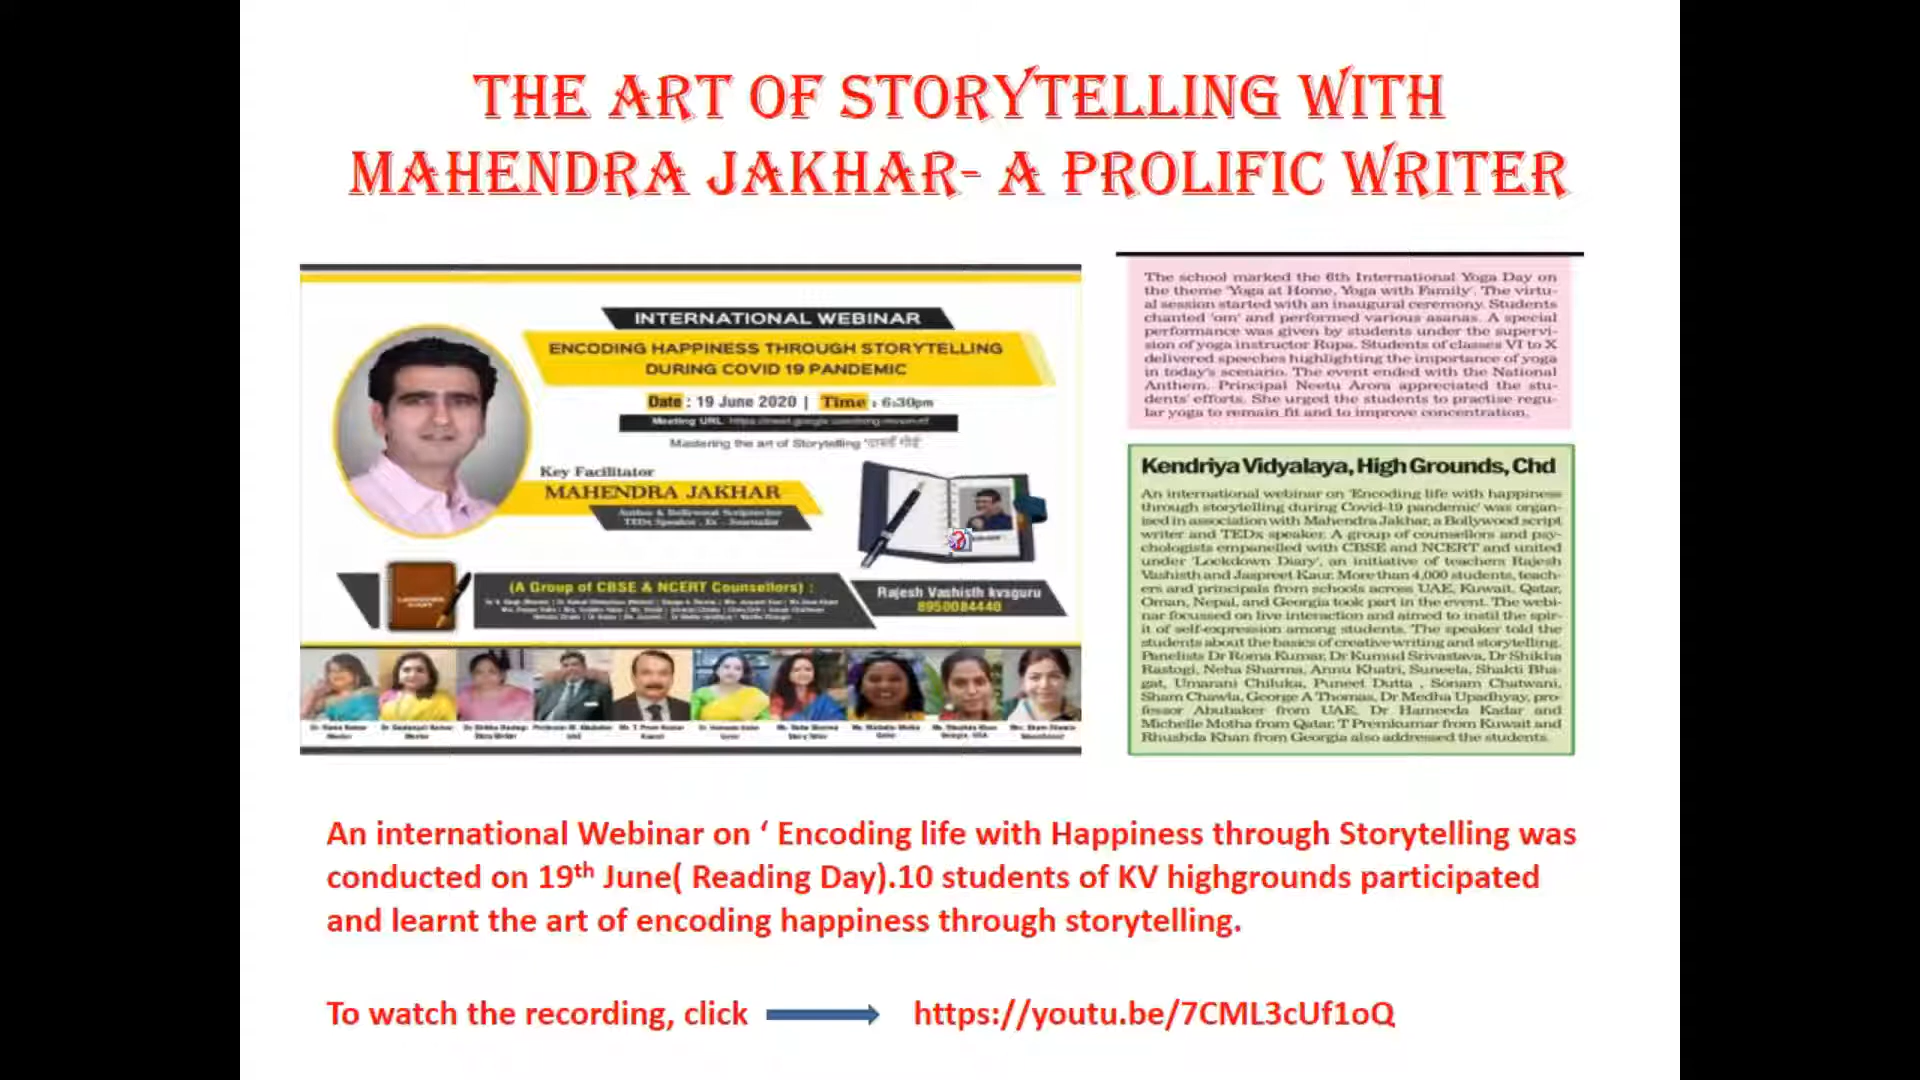 THE ART OF STORYTELLING WITH
MAHENDRA JAKHAR- A PROLIFIC WRITER
INTERNATIONAL WEBINAR
ENCODING HAPPINESS THROUGH STORYTELLING
DURING COVID 19 PANDEMIC
Date : 19 June 2020 | Time : 6:30pm
Meeting URL
Mastering the art of Storytelling
Key Facilitator
MAHENDRA JAKHAR
Author & Bollywood Scriptwriter
TEDx Speaker, Ex - Journalist
(A Group of CBSE & NCERT Counsellors) :
Rajesh Vashisth kvsguru
8950084440
The school marked the 6th International Yoga Day on
the theme 'Yoga at Home, Yoga with Family'. The virtu-
al session started with an inaugural ceremony. Students
chanted 'om' and performed various asanas. A special
performance was given by students under the supervi-
sion of yoga instructor Rupa. Students of classes VI to X
delivered speeches highlighting the importance of yoga
in today's scenario. The event ended with the National
Anthem. Principal Neetu Arora appreciated the stu-
dents' efforts. She urged the students to practise regu-
lar yoga to remain fit and to improve concentration.
Kendriya Vidyalaya, High Grounds, Chd
An international webinar on 'Encoding life with happiness
through storytelling during Covid-19 pandemic' was organ-
ised in association with Mahendra Jakhar, a Bollywood script
writer and TEDx speaker. A group of counsellors and psy-
chologists empanelled with CBSE and NCERT and united
under 'Lockdown Diary', an initiative of teachers Rajesh
Vashisth and Jaspreet Kaur. More than 4,000 students, teach-
ers and principals from schools across UAE, Kuwait, Qatar,
Oman, Nepal, and Georgia took part in the event. The webi-
nar focussed on live interaction and aimed to instil the spir-
it of self-expression among students. The speaker told the
students about the basics of creative writing and storytelling.
Panelists Dr Roma Kumar, Dr Kumud Srivastava, Dr Shikha
Rastogi, Neha Sharma, Annu Khatri, Suneela, Shakti Bha-
gat, Umarani Chiluka, Puneet Dutta , Sonam Chatwani,
Sham Chawla, George A Thomas, Dr Medha Upadhyay, pro-
fessor Abubaker from UAE, Dr Hameeda Kadar and
Michelle Motha from Qatar, T Premkumar from Kuwait and
Rhushda Khan from Georgia also addressed the students.
An international Webinar on ‘ Encoding life with Happiness through Storytelling was
conducted on 19th June( Reading Day).10 students of KV highgrounds participated
and learnt the art of encoding happiness through storytelling.
To watch the recording, click https://youtu.be/7CML3cUf1oQ